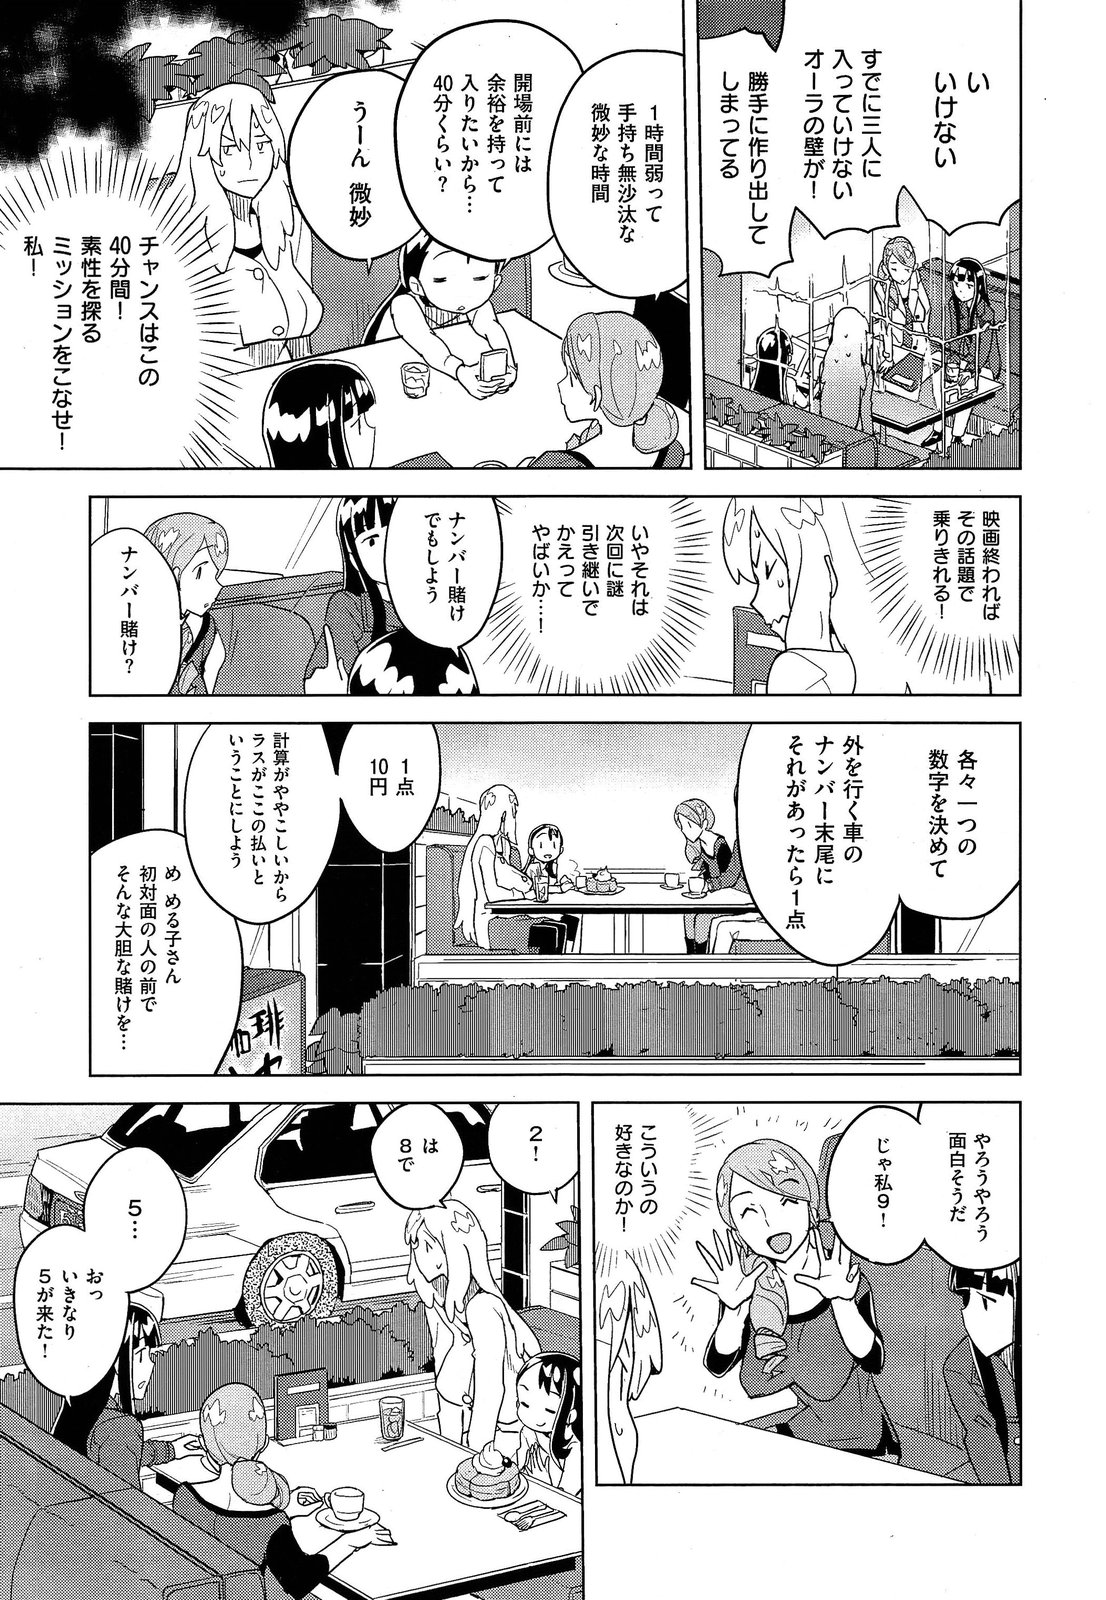 い
いけない
すでに三人に
入っていけない
オーラの壁が!
勝手に作り出して
しまってる
1時間弱って
手持ち無沙汰な
微妙な時間
開場前には
余裕を持って
入りたいから…
40分くらい?
うーん 微妙
チャンスはこの
40分間!
素性を探る
ミッションをこなせ!
私!
映画終われば
その話題で
乗りきれる!
いやそれは
次回に謎
引き継いで
かえって
やばいか…!
ナンバー賭け
でもしよう
ナンバー賭け?
各々一つの
数字を決めて
外を行く車の
ナンバー末尾に
それがあったら1点
1点
10円
計算がややこしいから
ラスがここの払いと
いうことにしよう
め める子さん
初対面の人の前で
そんな大胆な賭けを…
珈琲
やろうやろう
面白そうだ
じゃ私9!
こういうの
好きなのか!
2!
は
8で
5…
おっ
いきなり
5が来た!